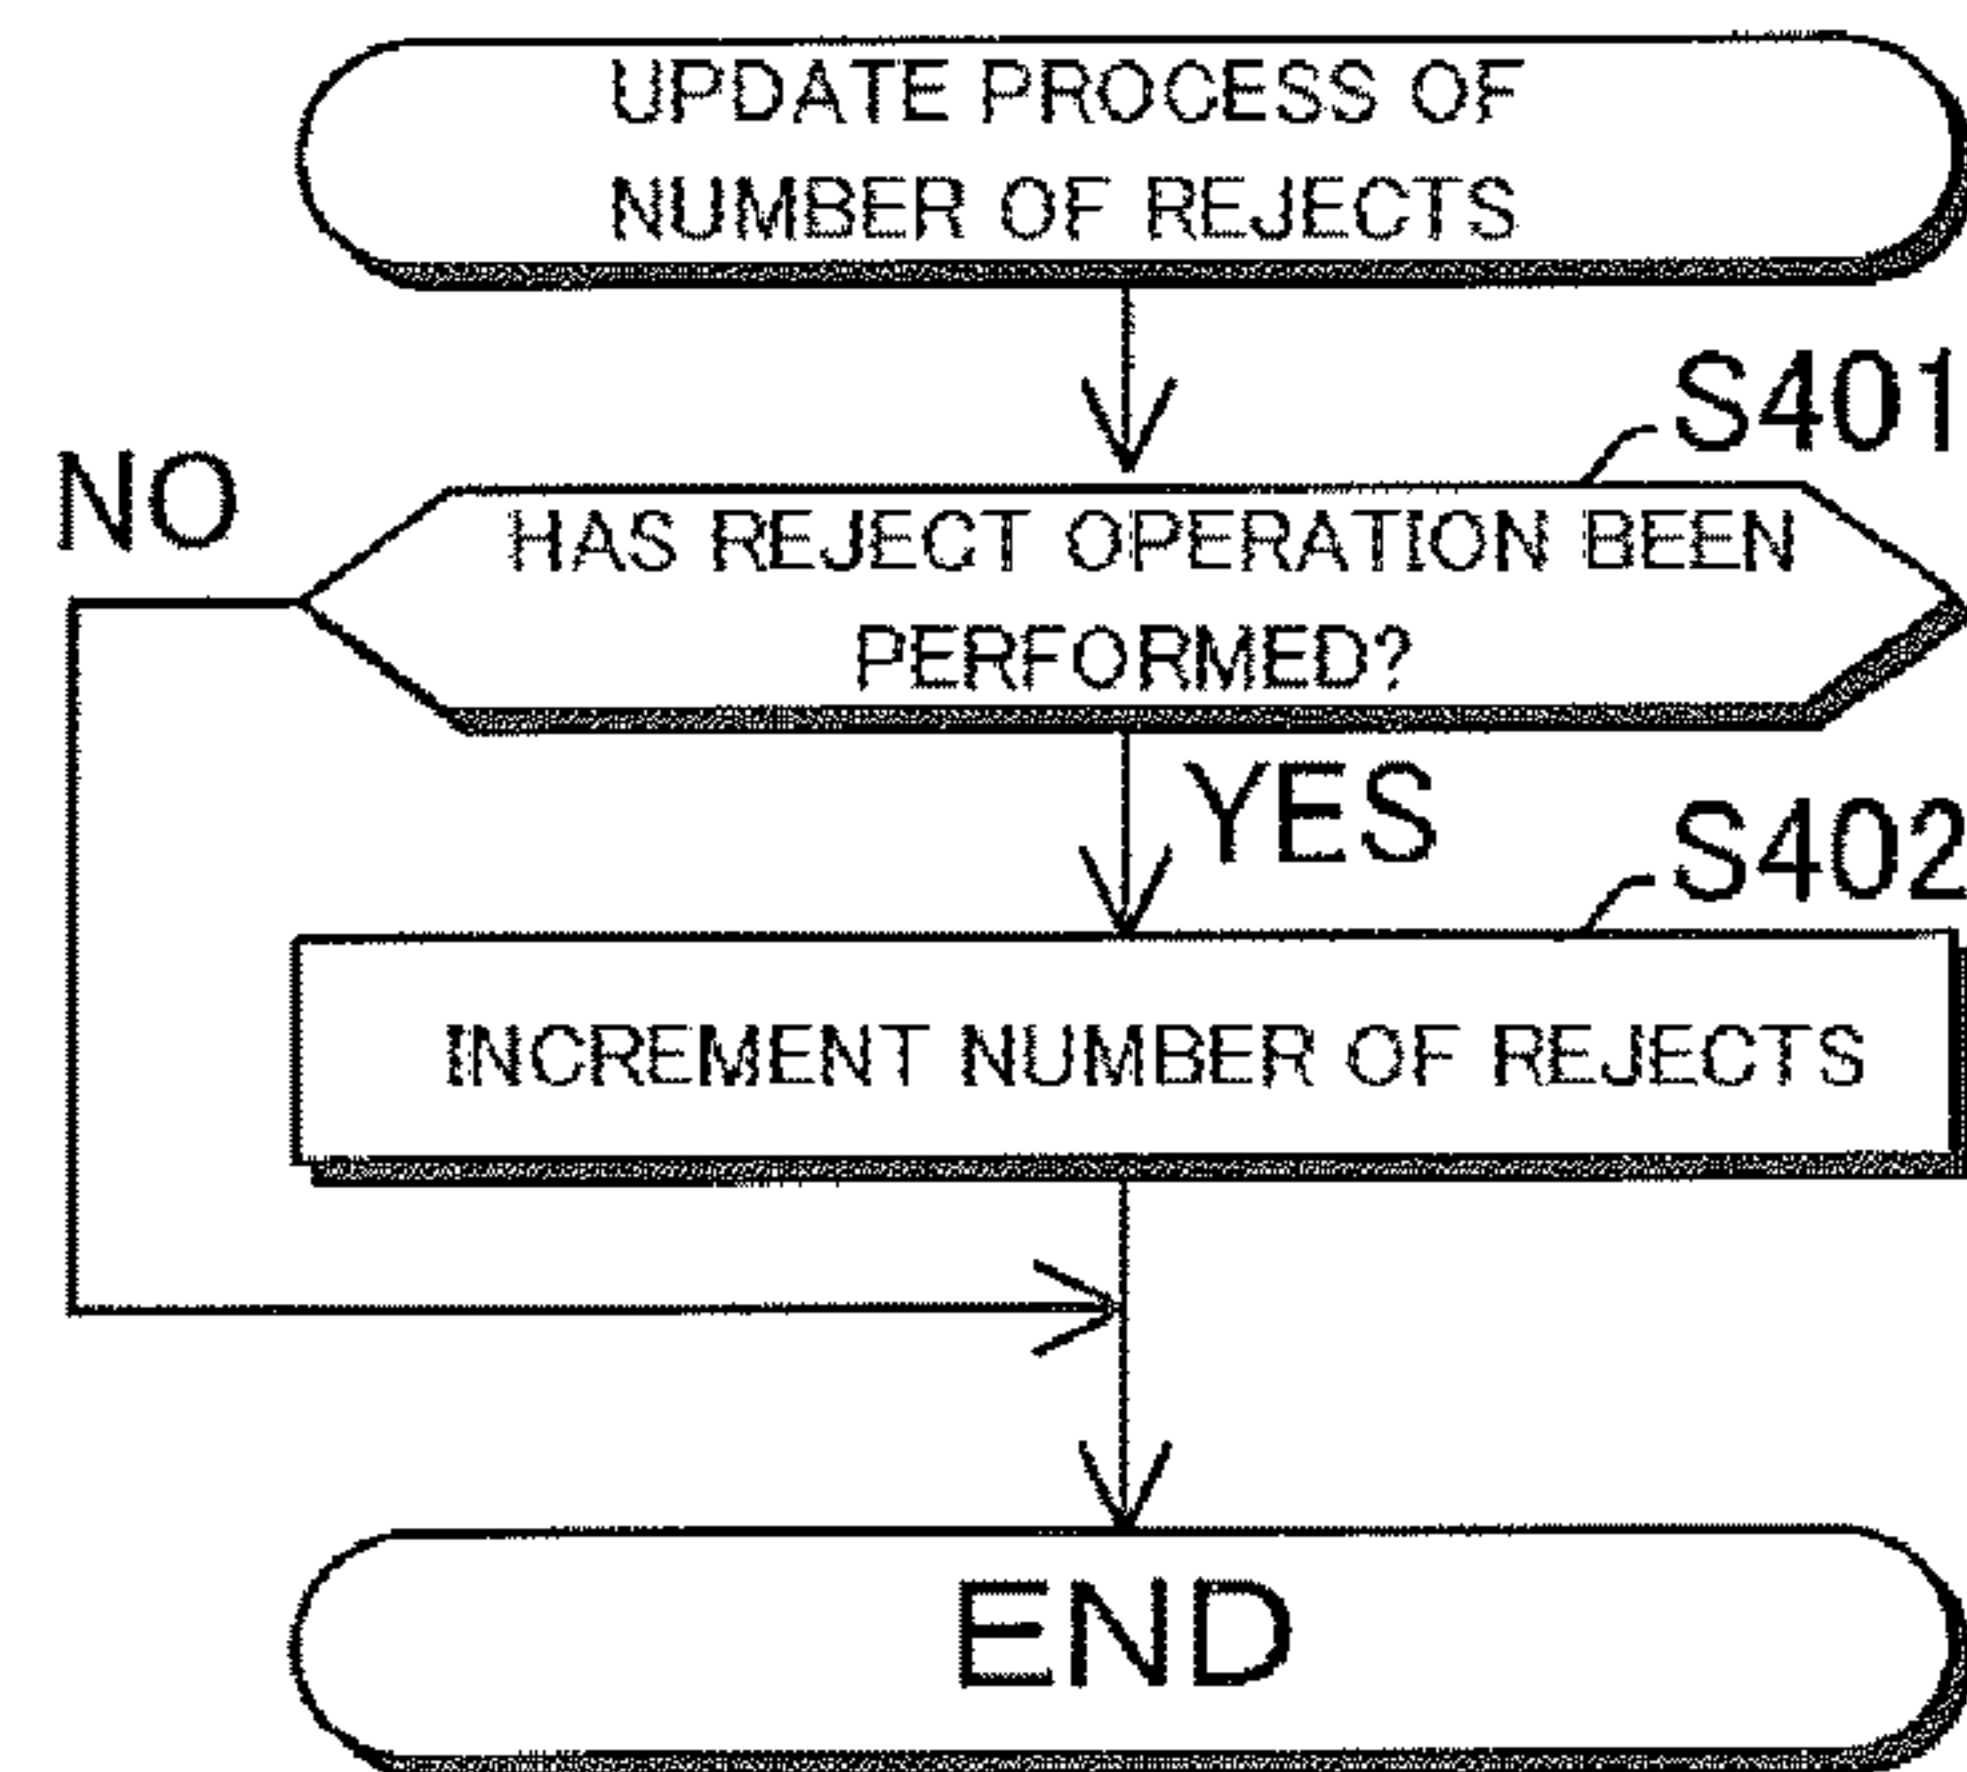 UPDATE PROCESS OF
NUMBER OF REJECTS
S401
NO
HAS REJECT OPERATION BEEN
PERFORMED?
YES
S402
INCREMENT NUMBER OF REJECTS
END